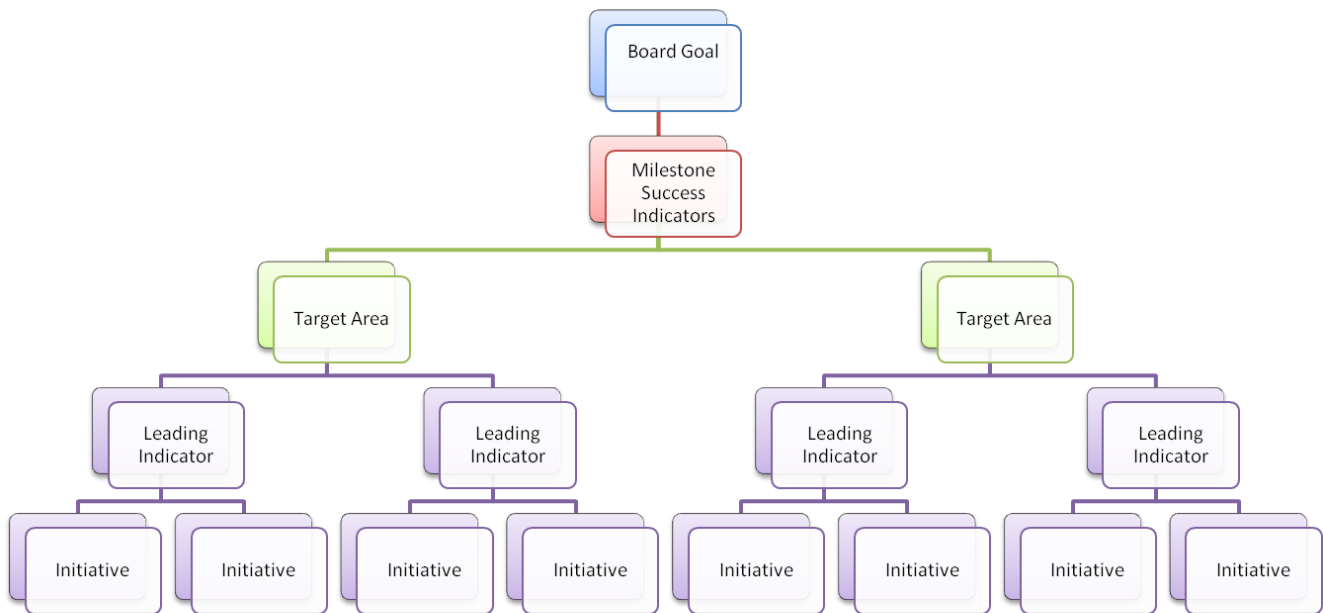 Board Goal
Milestone
Success
Indicators
Target Area
Target Area
Leading
Indicator
Leading
Indicator
Leading
Indicator
Leading
Indicator
Initiative
Initiative
Initiative
Initiative
Initiative
Initiative
Initiative
Initiative